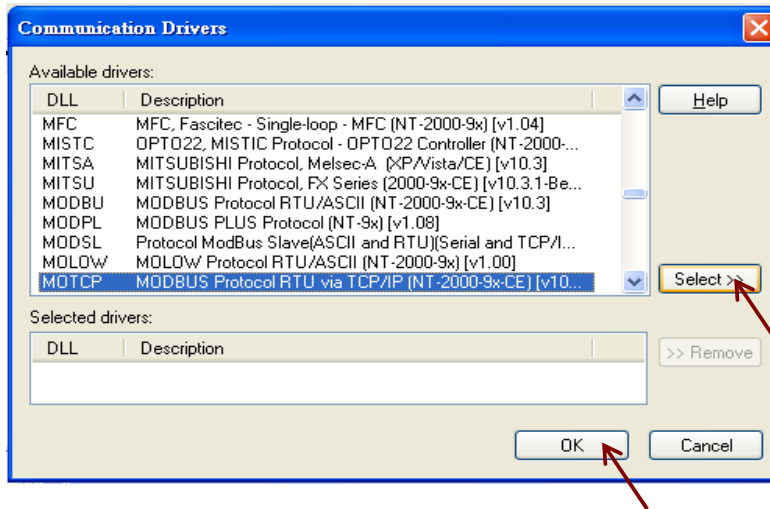 Communication Drivers
Available drivers:
DLL Description
Help
MFC MFC, Fascitec - Single-loop - MFC (NT-2000-9x) [v1.04]
MISTC OPTO22, MISTIC Protocol - OPTO22 Controller (NT-2000-...
MITSA MITSUBISHI Protocol, Melsec-A (XP/Vista/CE) [v10.3]
MITSU MITSUBISHI Protocol, FX Series (2000-9x-CE) [v10.3.1-Be...
MODBU MODBUS Protocol RTU/ASCII (NT-2000-9x-CE) [v10.3]
MODPL MODBUS PLUS Protocol (NT-9x) [v1.08]
MODSL Protocol ModBus Slave(ASCII and RTU)(Serial and TCP/I...
MOLOW MOLOW Protocol RTU/ASCII (NT-2000-9x) [v1.00]
MOTCP MODBUS Protocol RTU via TCP/IP (NT-2000-9x-CE) [v10...
Select >>
Selected drivers:
DLL Description
>> Remove
OK Cancel